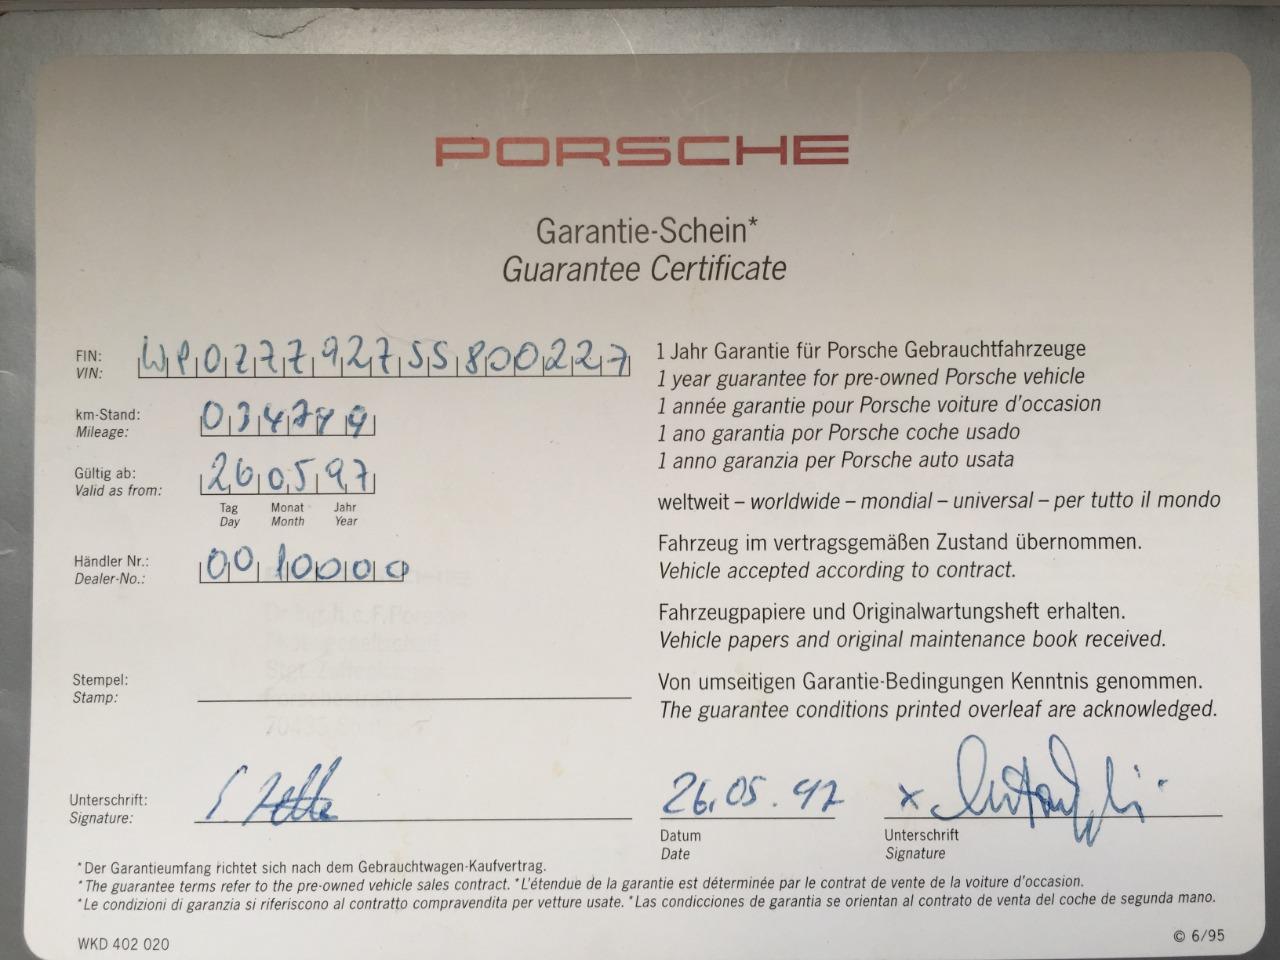 PORSCHE
Garantie-Schein*
Guarantee Certificate
FIN: WP0ZZZ92ZSS800227
VIN:
km-Stand:
Mileage:
Gültig ab: 260597
Valid as from:
Tag Monat Jahr
Day Month Year
Händler Nr.: 0010000
Dealer-No.:
Dr.Ing.h.c.F.Porsche
Stempel:
Stamp:
Unterschrift:
Signature:
1 Jahr Garantie für Porsche Gebrauchtfahrzeuge
1 year guarantee for pre-owned Porsche vehicle
1 année garantie pour Porsche voiture d'occasion
1 ano garantia por Porsche coche usado
1 anno garanzia per Porsche auto usata
weltweit – worldwide – mondial – universal – per tutto il mondo
Fahrzeug im vertragsgemäßen Zustand übernommen.
Vehicle accepted according to contract.
Fahrzeugpapiere und Originalwartungsheft erhalten.
Vehicle papers and original maintenance book received.
Von umseitigen Garantie-Bedingungen Kenntnis genommen.
The guarantee conditions printed overleaf are acknowledged.
26.05.97 x
Datum Unterschrift
Date Signature
*Der Garantieumfang richtet sich nach dem Gebrauchtwagen-Kaufvertrag.
*The guarantee terms refer to the pre-owned vehicle sales contract. *L'étendue de la garantie est déterminée par le contrat de vente de la voiture d'occasion.
*Le condizioni di garanzia si riferiscono al contratto compravendita per vetture usate. *Las condicciones de garantia se orientan al contrato de venta del coche de segunda mano.
WKD 402 020
© 6/95